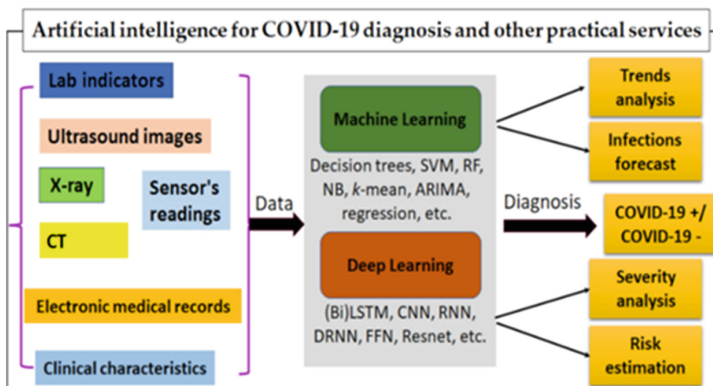 Artificial intelligence for COVID-19 diagnosis and other practical services
Lab indicators
Ultrasound images
X-ray
Sensor's
readings
CT
Electronic medical records
Clinical characteristics
Data
Machine Learning
Decision trees, SVM, RF,
NB, k-mean, ARIMA,
regression, etc.
Deep Learning
(Bi)LSTM, CNN, RNN,
DRNN, FFN, Resnet, etc.
Diagnosis
Trends
analysis
Infections
forecast
COVID-19 +/
COVID-19 -
Severity
analysis
Risk
estimation